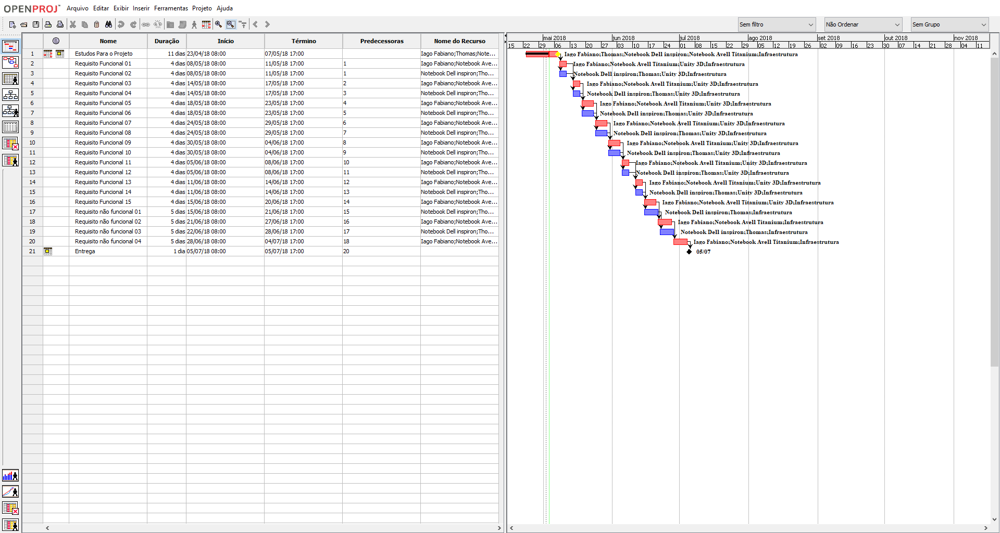 OPENPROJ™ Arquivo Editar Exibir Inserir Ferramentas Projeto Ajuda
Sem filtro Não Ordenar Sem Grupo
Nome Duração Início Término Predecessoras Nome do Recurso
1 Estudos Para o Projeto 11 dias 23/04/18 08:00 07/05/18 17:00 Iago Fabiano;Thomas;Note...
2 Requisito Funcional 01 4 dias 08/05/18 08:00 11/05/18 17:00 1 Iago Fabiano;Notebook Ave...
3 Requisito Funcional 02 4 dias 08/05/18 08:00 11/05/18 17:00 1 Notebook Dell inspiron;Tho...
4 Requisito Funcional 03 4 dias 14/05/18 08:00 17/05/18 17:00 2 Iago Fabiano;Notebook Ave...
5 Requisito Funcional 04 4 dias 14/05/18 08:00 17/05/18 17:00 3 Notebook Dell inspiron;Tho...
6 Requisito Funcional 05 4 dias 18/05/18 08:00 23/05/18 17:00 4 Iago Fabiano;Notebook Ave...
7 Requisito Funcional 06 4 dias 18/05/18 08:00 23/05/18 17:00 5 Notebook Dell inspiron;Tho...
8 Requisito Funcional 07 4 dias 24/05/18 08:00 29/05/18 17:00 6 Iago Fabiano;Notebook Ave...
9 Requisito Funcional 08 4 dias 24/05/18 08:00 29/05/18 17:00 7 Notebook Dell inspiron;Tho...
10 Requisito Funcional 09 4 dias 30/05/18 08:00 04/06/18 17:00 8 Iago Fabiano;Notebook Ave...
11 Requisito Funcional 10 4 dias 30/05/18 08:00 04/06/18 17:00 9 Notebook Dell inspiron;Tho...
12 Requisito Funcional 11 4 dias 05/06/18 08:00 08/06/18 17:00 10 Iago Fabiano;Notebook Ave...
13 Requisito Funcional 12 4 dias 05/06/18 08:00 08/06/18 17:00 11 Notebook Dell inspiron;Tho...
14 Requisito Funcional 13 4 dias 11/06/18 08:00 14/06/18 17:00 12 Iago Fabiano;Notebook Ave...
15 Requisito Funcional 14 4 dias 11/06/18 08:00 14/06/18 17:00 13 Notebook Dell inspiron;Tho...
16 Requisito Funcional 15 4 dias 15/06/18 08:00 20/06/18 17:00 14 Iago Fabiano;Notebook Ave...
17 Requisito não funcional 01 5 dias 15/06/18 08:00 21/06/18 17:00 15 Notebook Dell inspiron;Tho...
18 Requisito não funcional 02 5 dias 21/06/18 08:00 27/06/18 17:00 16 Iago Fabiano;Notebook Ave...
19 Requisito não funcional 03 5 dias 22/06/18 08:00 28/06/18 17:00 17 Notebook Dell inspiron;Tho...
20 Requisito não funcional 04 5 dias 28/06/18 08:00 04/07/18 17:00 18 Iago Fabiano;Notebook Ave...
21 Entrega 1 dia 05/07/18 08:00 05/07/18 17:00 20
mai 2018 jun 2018 jul 2018 ago 2018 set 2018 out 2018 nov 2018
15 22 29 06 13 20 27 03 10 17 24 01 08 15 22 29 05 12 19 26 02 09 16 23 30 07 14 21 28 04 11
Iago Fabiano;Thomas;Notebook Dell inspiron;Notebook Avell Titanium;Infraestrutura
Iago Fabiano;Notebook Avell Titanium;Unity 3D;Infraestrutura
Notebook Dell inspiron;Thomas;Unity 3D;Infraestrutura
Iago Fabiano;Notebook Avell Titanium;Unity 3D;Infraestrutura
Notebook Dell inspiron;Thomas;Unity 3D;Infraestrutura
Iago Fabiano;Notebook Avell Titanium;Unity 3D;Infraestrutura
Notebook Dell inspiron;Thomas;Unity 3D;Infraestrutura
Iago Fabiano;Notebook Avell Titanium;Unity 3D;Infraestrutura
Notebook Dell inspiron;Thomas;Unity 3D;Infraestrutura
Iago Fabiano;Notebook Avell Titanium;Unity 3D;Infraestrutura
Notebook Dell inspiron;Thomas;Unity 3D;Infraestrutura
Iago Fabiano;Notebook Avell Titanium;Unity 3D;Infraestrutura
Notebook Dell inspiron;Thomas;Unity 3D;Infraestrutura
Iago Fabiano;Notebook Avell Titanium;Unity 3D;Infraestrutura
Notebook Dell inspiron;Thomas;Unity 3D;Infraestrutura
Iago Fabiano;Notebook Avell Titanium;Unity 3D;Infraestrutura
Notebook Dell inspiron;Thomas;Infraestrutura
Iago Fabiano;Notebook Avell Titanium;Infraestrutura
Notebook Dell inspiron;Thomas;Infraestrutura
Iago Fabiano;Notebook Avell Titanium;Infraestrutura
05/07